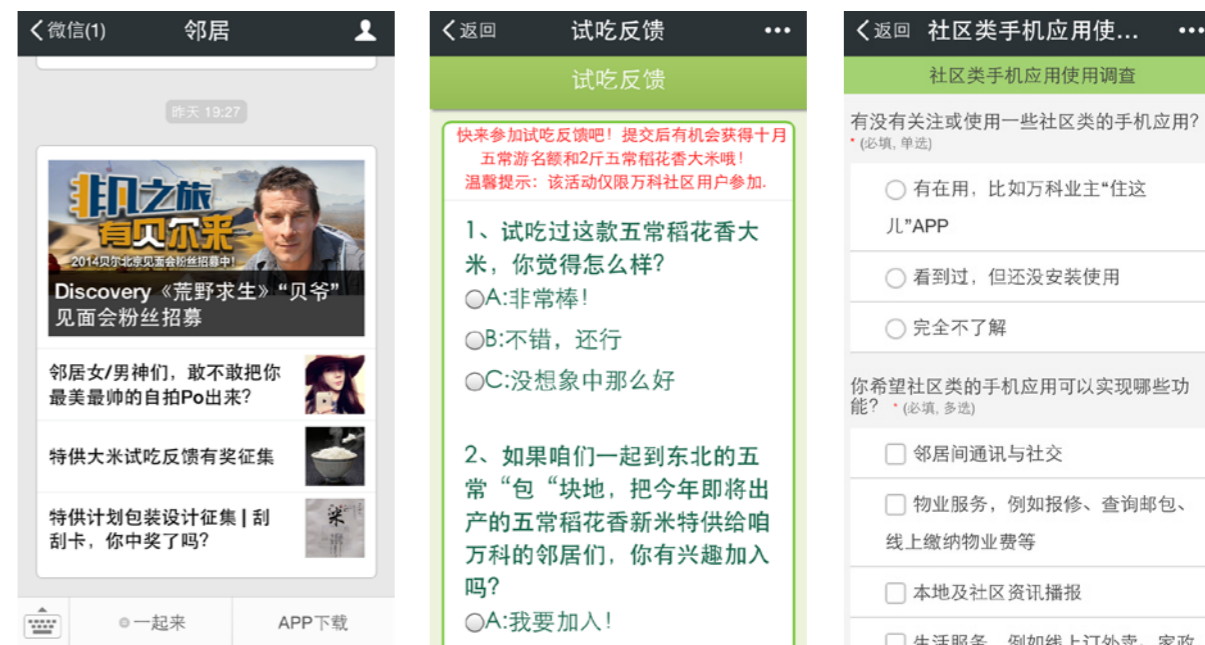 微信(1)
邻居
昨天 19:27
非凡之旅
有贝尔来
2014贝尔北京见面会粉丝招募中!
Discovery《荒野求生》“贝爷”
见面会粉丝招募
邻居女/男神们，敢不敢把你
最美最帅的自拍Po出来?
特供大米试吃反馈有奖征集
特供计划包装设计征集 | 刮
刮卡，你中奖了吗?
米
一起来
APP下载
返回
试吃反馈
试吃反馈
快来参加试吃反馈吧！提交后有机会获得十月
五常游名额和2斤五常稻花香大米哦！
温馨提示：该活动仅限万科社区用户参加.
1、试吃过这款五常稻花香大
米，你觉得怎么样？
A:非常棒！
B:不错，还行
C:没想象中那么好
2、如果咱们一起到东北的五
常“包“块地，把今年即将出
产的五常稻花香新米特供给咱
万科的邻居们，你有兴趣加入
吗？
A:我要加入！
返回
社区类手机应用使...
社区类手机应用使用调查
有没有关注或使用一些社区类的手机应用?
* (必填, 单选)
有在用，比如万科业主“住这
儿”APP
看到过，但还没安装使用
完全不了解
你希望社区类的手机应用可以实现哪些功
能？ * (必填, 多选)
邻居间通讯与社交
物业服务，例如报修、查询邮包、
线上缴纳物业费等
本地及社区资讯播报
生活服务，例如线上订外卖、家政